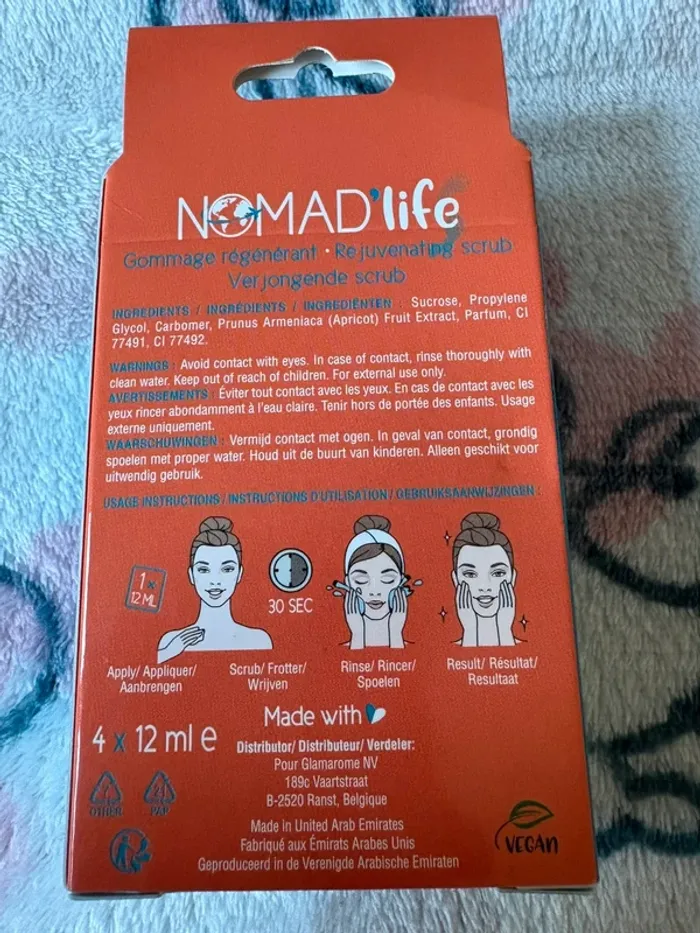 NOMAD'life
Gommage régénérant · Rejuvenating scrub
Verjongende scrub
INGREDIENTS / INGRÉDIENTS / INGREDIËNTEN : Sucrose, Propylene
Glycol, Carbomer, Prunus Armeniaca (Apricot) Fruit Extract, Parfum, CI
77491, CI 77492.
WARNINGS : Avoid contact with eyes. In case of contact, rinse thoroughly with
clean water. Keep out of reach of children. For external use only.
AVERTISSEMENTS : Éviter tout contact avec les yeux. En cas de contact avec les
yeux rincer abondamment à l'eau claire. Tenir hors de portée des enfants. Usage
externe uniquement.
WAARSCHUWINGEN : Vermijd contact met ogen. In geval van contact, grondig
spoelen met proper water. Houd uit de buurt van kinderen. Alleen geschikt voor
uitwendig gebruik.
USAGE INSTRUCTIONS / INSTRUCTIONS D'UTILISATION / GEBRUIKSAANWIJZINGEN :
1 x
12 ML
30 SEC
Apply/ Appliquer/
Aanbrengen
Scrub/ Frotter/
Wrijven
Rinse/ Rincer/
Spoelen
Result/ Résultat/
Resultaat
Made with
4 x 12 ml e
Distributor/ Distributeur/ Verdeler:
Pour Glamarome NV
189c Vaartstraat
B-2520 Ranst, Belgique
7
OTHER
21
PAP
Made in United Arab Emirates
Fabriqué aux Émirats Arabes Unis
Geproduceerd in de Verenigde Arabische Emiraten
VEGAN